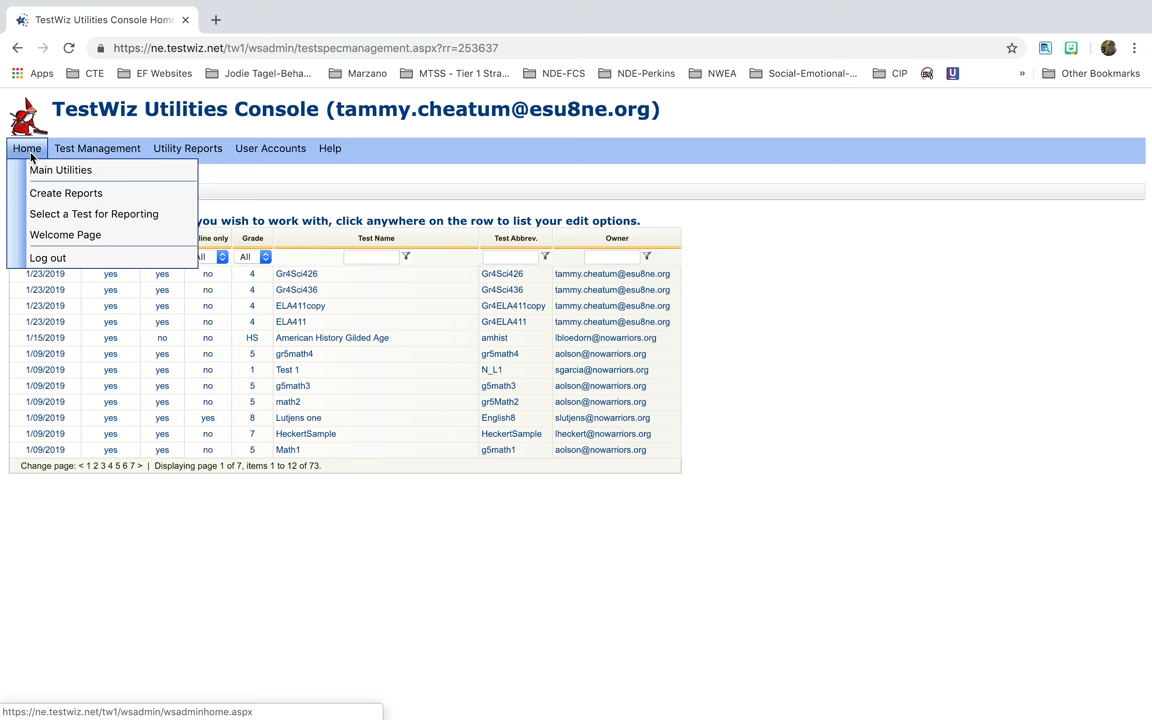 TestWiz Utilities Console Home
https://ne.testwiz.net/tw1/wsadmin/testspecmanagement.aspx?rr=253637
Apps CTE EF Websites Jodie Tagel-Beha... Marzano MTSS - Tier 1 Stra... NDE-FCS NDE-Perkins NWEA Social-Emotional-... CIP » Other Bookmarks
TestWiz Utilities Console (tammy.cheatum@esu8ne.org)
Home Test Management Utility Reports User Accounts Help
Main Utilities
Create Reports
Select a Test for Reporting
Welcome Page
Log out
you wish to work with, click anywhere on the row to list your edit options.
line only Grade Test Name Test Abbrev. Owner
All All
1/23/2019 yes yes no 4 Gr4Sci426 Gr4Sci426 tammy.cheatum@esu8ne.org
1/23/2019 yes yes no 4 Gr4Sci436 Gr4Sci436 tammy.cheatum@esu8ne.org
1/23/2019 yes yes no 4 ELA411copy Gr4ELA411copy tammy.cheatum@esu8ne.org
1/23/2019 yes yes no 4 ELA411 Gr4ELA411 tammy.cheatum@esu8ne.org
1/15/2019 yes no no HS American History Gilded Age amhist lbloedorn@nowarriors.org
1/09/2019 yes yes no 5 gr5math4 gr5math4 aolson@nowarriors.org
1/09/2019 yes yes no 1 Test 1 N_L1 sgarcia@nowarriors.org
1/09/2019 yes yes no 5 g5math3 g5math3 aolson@nowarriors.org
1/09/2019 yes yes no 5 math2 gr5Math2 aolson@nowarriors.org
1/09/2019 yes yes yes 8 Lutjens one English8 slutjens@nowarriors.org
1/09/2019 yes yes no 7 HeckertSample HeckertSample lheckert@nowarriors.org
1/09/2019 yes yes no 5 Math1 g5math1 aolson@nowarriors.org
Change page: < 1 2 3 4 5 6 7 > | Displaying page 1 of 7, items 1 to 12 of 73.
https://ne.testwiz.net/tw1/wsadmin/wsadminhome.aspx